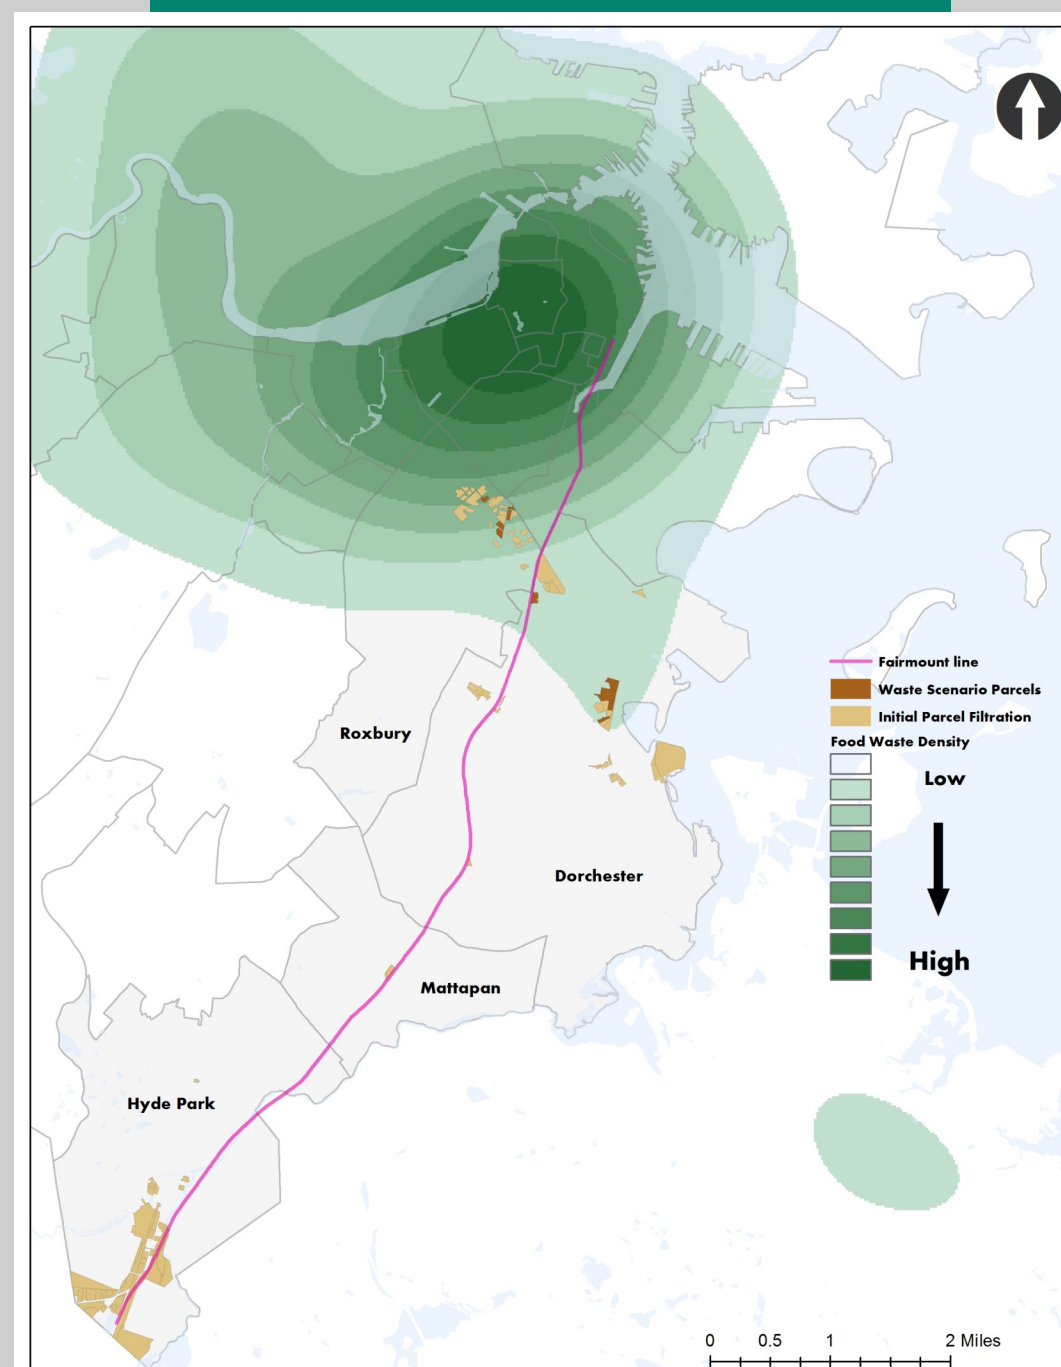 Fairmount line
Waste Scenario Parcels
Initial Parcel Filtration
Food Waste Density
Low
High
Roxbury
Dorchester
Mattapan
Hyde Park
0 0.5 1 2 Miles